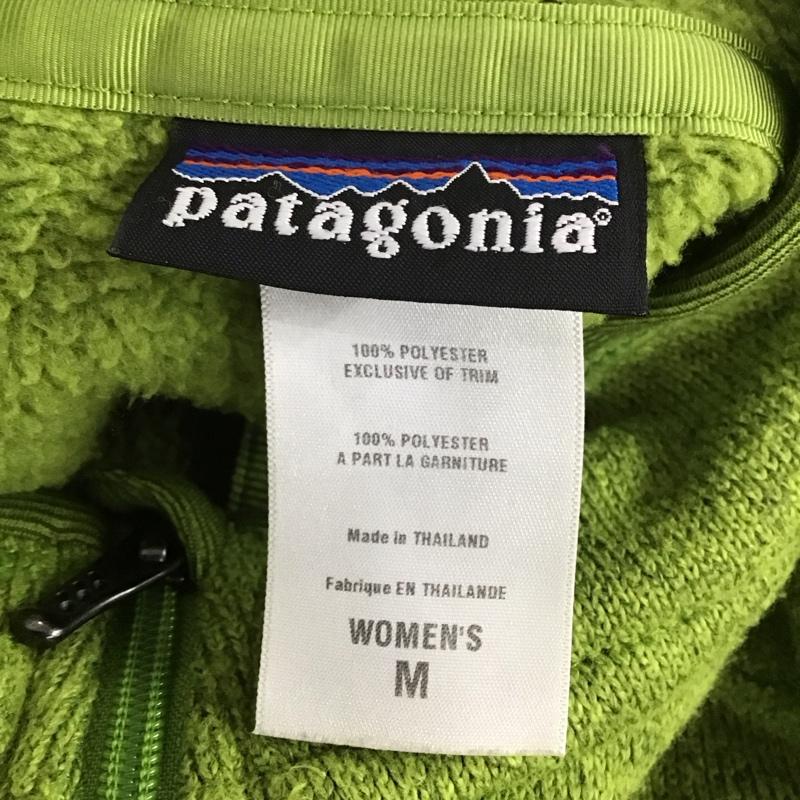 patagonia®
100% POLYESTER
EXCLUSIVE OF TRIM
100% POLYESTER
A PART LA GARNITURE
Made in THAILAND
Fabrique EN THAILANDE
WOMEN'S
M